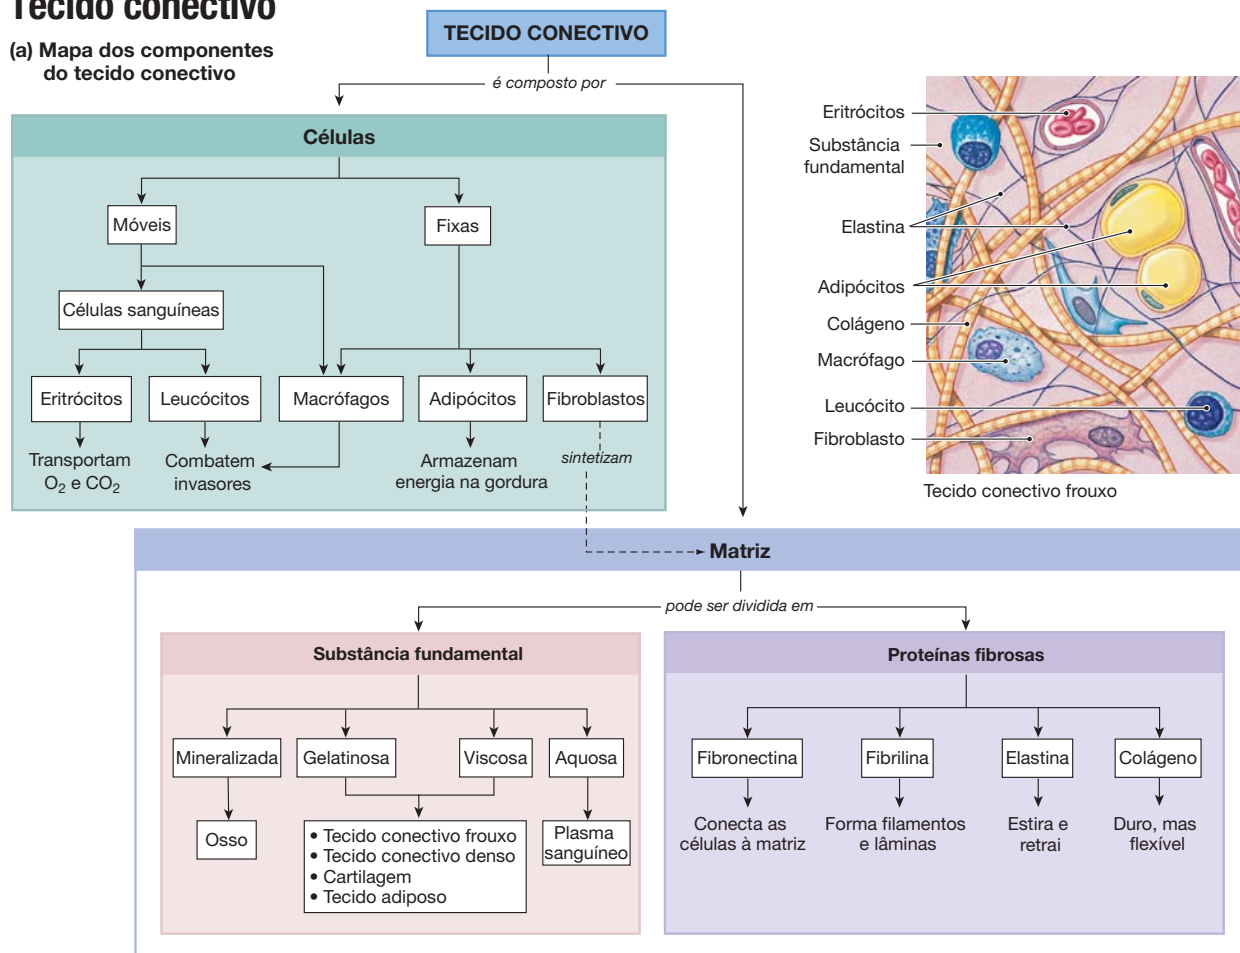 Tecido conectivo
(a) Mapa dos componentes
do tecido conectivo
TECIDO CONECTIVO
é composto por
Células
Móveis
Fixas
Células sanguíneas
Eritrócitos
Leucócitos
Macrófagos
Adipócitos
Fibroblastos
Transportam
O2 e CO2
Combatem
invasores
Armazenam
energia na gordura
sintetizam
Eritrócitos
Substância
fundamental
Elastina
Adipócitos
Colágeno
Macrófago
Leucócito
Fibroblasto
Tecido conectivo frouxo
Matriz
pode ser dividida em
Substância fundamental
Mineralizada
Gelatinosa
Viscosa
Aquosa
Osso
• Tecido conectivo frouxo
• Tecido conectivo denso
• Cartilagem
• Tecido adiposo
Plasma
sanguíneo
Proteínas fibrosas
Fibronectina
Fibrilina
Elastina
Colágeno
Conecta as
células à matriz
Forma filamentos
e lâminas
Estira e
retrai
Duro, mas
flexível